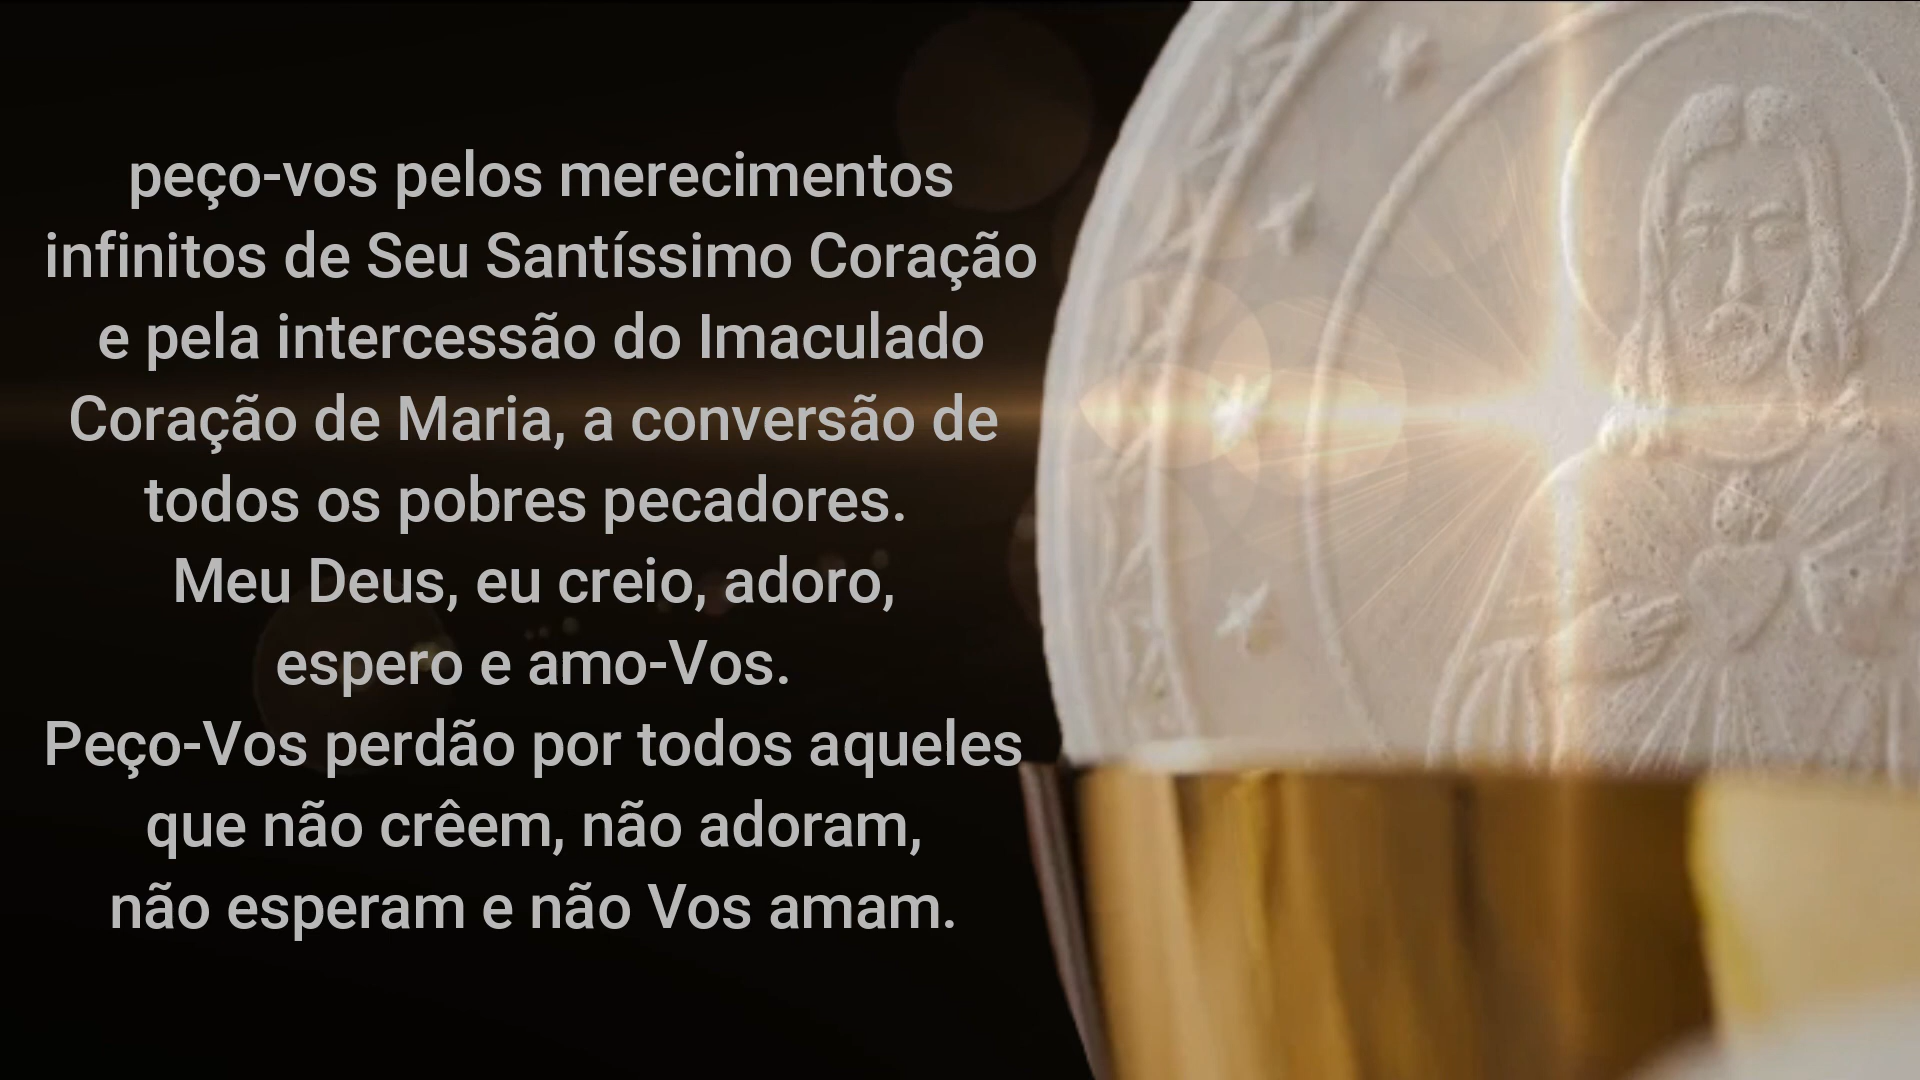 peço-vos pelos merecimentos
infinitos de Seu Santíssimo Coração
e pela intercessão do Imaculado
Coração de Maria, a conversão de
todos os pobres pecadores.
Meu Deus, eu creio, adoro,
espero e amo-Vos.
Peço-Vos perdão por todos aqueles
que não crêem, não adoram,
não esperam e não Vos amam.